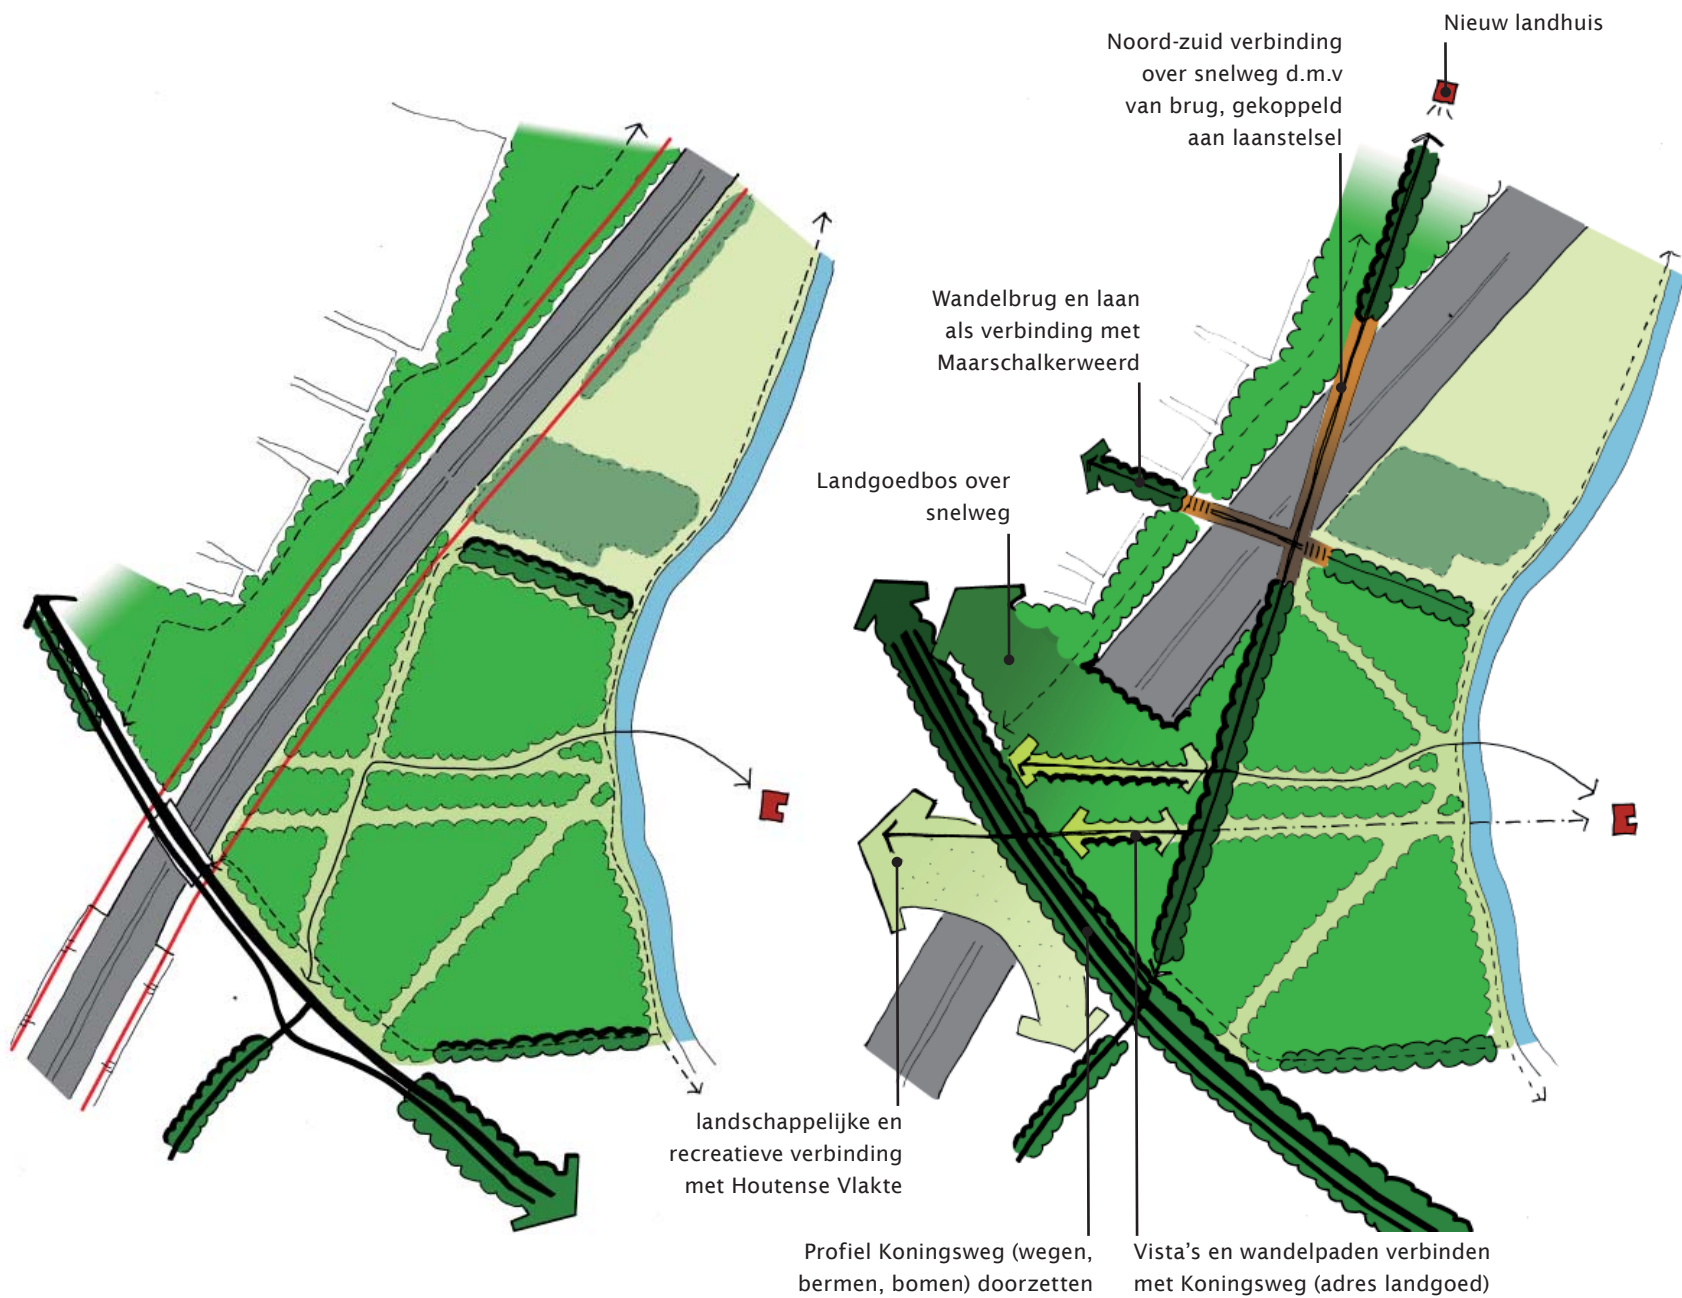 Nieuw landhuis
Noord-zuid verbinding
over snelweg d.m.v
van brug, gekoppeld
aan laanstelsel
Wandelbrug en laan
als verbinding met
Maarschalkerweerd
Landgoedbos over
snelweg
landschappelijke en
recreatieve verbinding
met Houtense Vlakte
Profiel Koningsweg (wegen,
bermen, bomen) doorzetten
Vista's en wandelpaden verbinden
met Koningsweg (adres landgoed)